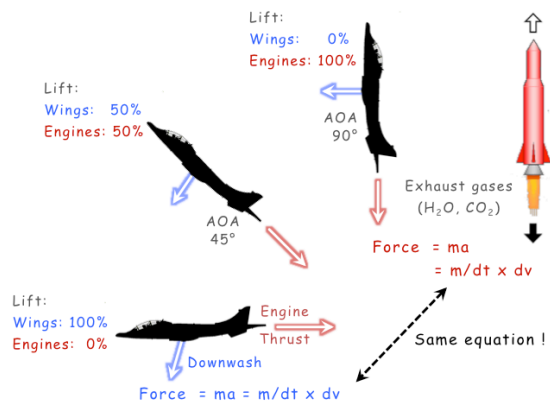 Lift:
Wings: 0%
Engines: 100%
Lift:
Wings: 50%
Engines: 50%
AOA
90°
AOA
45°
Exhaust gases
(H₂O, CO₂)
Force = ma
= m/dt x dv
Lift:
Wings: 100%
Engines: 0%
Engine
Thrust
Same equation !
Downwash
Force = ma = m/dt x dv